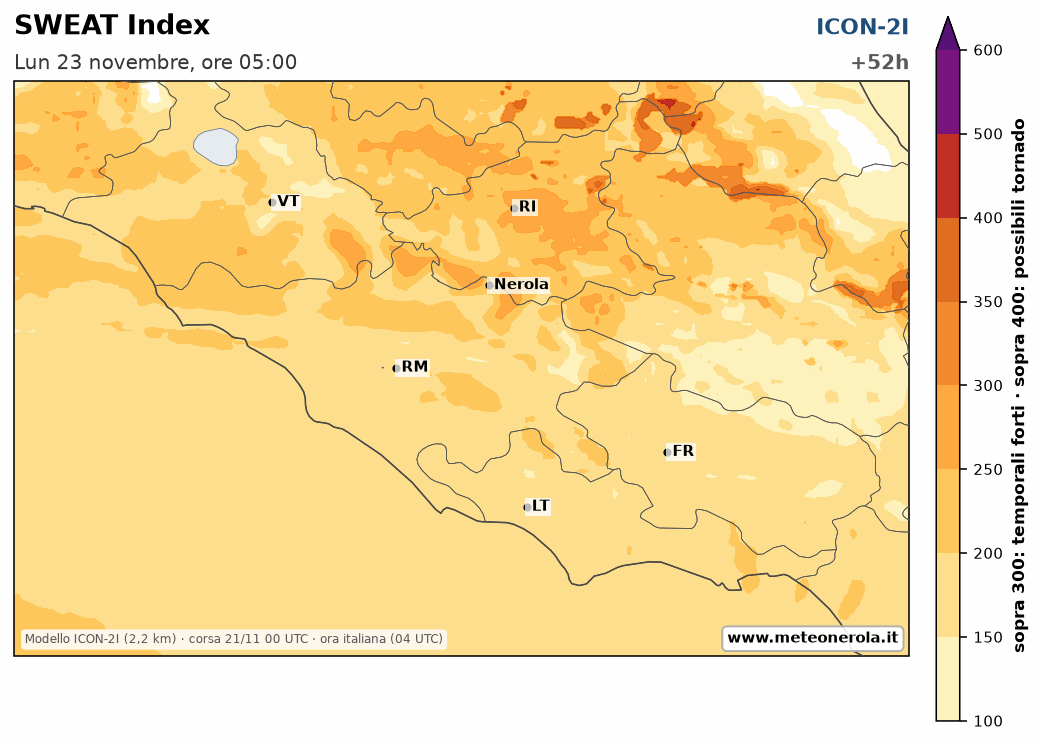 SWEAT Index
ICON-2I
Lun 23 novembre, ore 05:00
+52h
600
500
400
350
300
250
200
150
100
sopra 300: temporali forti · sopra 400: possibili tornado
VT
RI
Nerola
RM
FR
LT
Modello ICON-2I (2,2 km) · corsa 21/11 00 UTC · ora italiana (04 UTC)
www.meteonerola.it